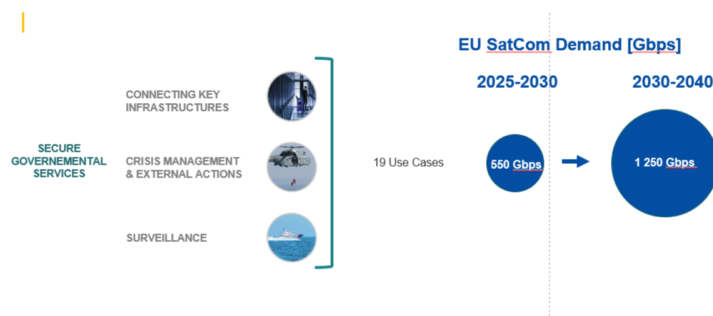 EU SatCom Demand [Gbps]
2025-2030
2030-2040
CONNECTING KEY
INFRASTRUCTURES
SECURE
GOVERNEMENTAL
SERVICES
CRISIS MANAGEMENT
& EXTERNAL ACTIONS
SURVEILLANCE
19 Use Cases
550 Gbps
1 250 Gbps